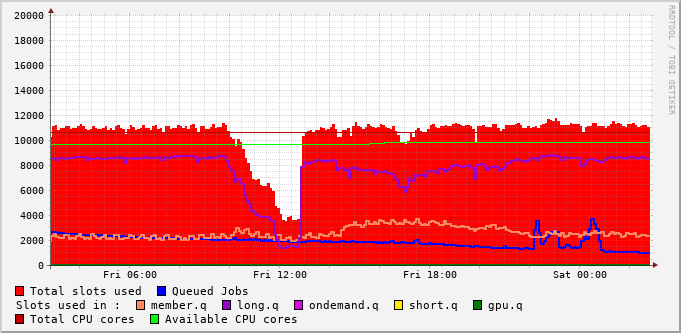 RRDTOOL / TOBI OETIKER
20000
18000
16000
14000
12000
10000
8000
6000
4000
2000
0
Fri 06:00 Fri 12:00 Fri 18:00 Sat 00:00
Total slots used Queued Jobs
Slots used in : member.q long.q ondemand.q short.q gpu.q
Total CPU cores Available CPU cores